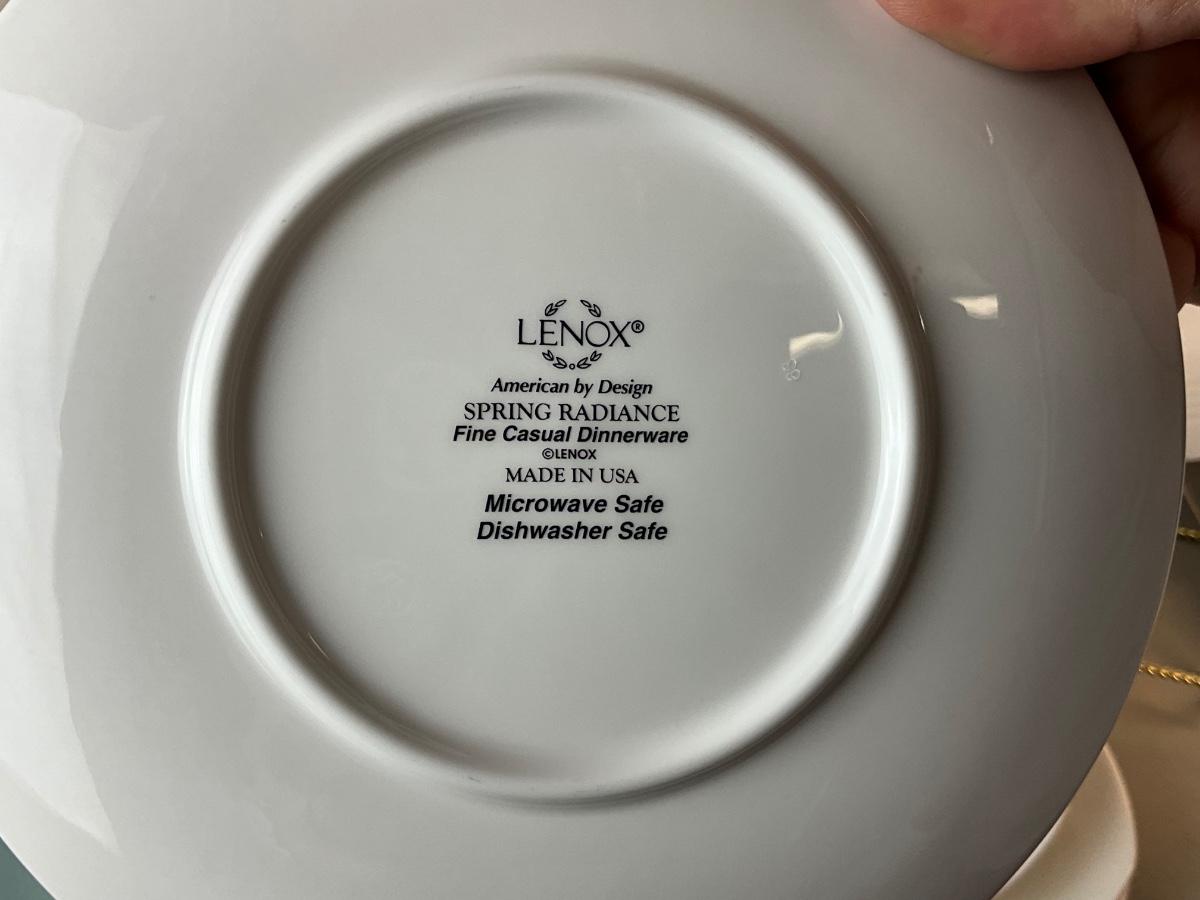 LENOX®
American by Design
SPRING RADIANCE
Fine Casual Dinnerware
©LENOX
MADE IN USA
Microwave Safe
Dishwasher Safe